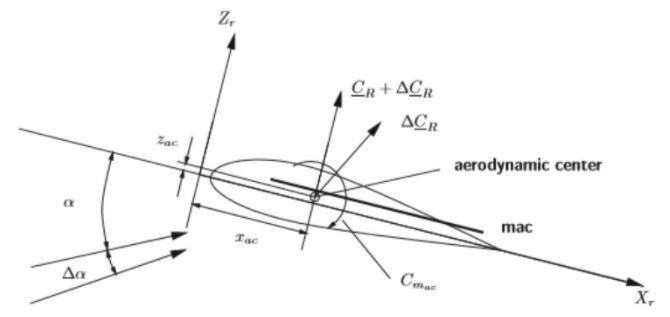 Z_r
C_R + ΔC_R
ΔC_R
z_ac
aerodynamic center
α
mac
x_ac
Δα
C_m_ac
X_r